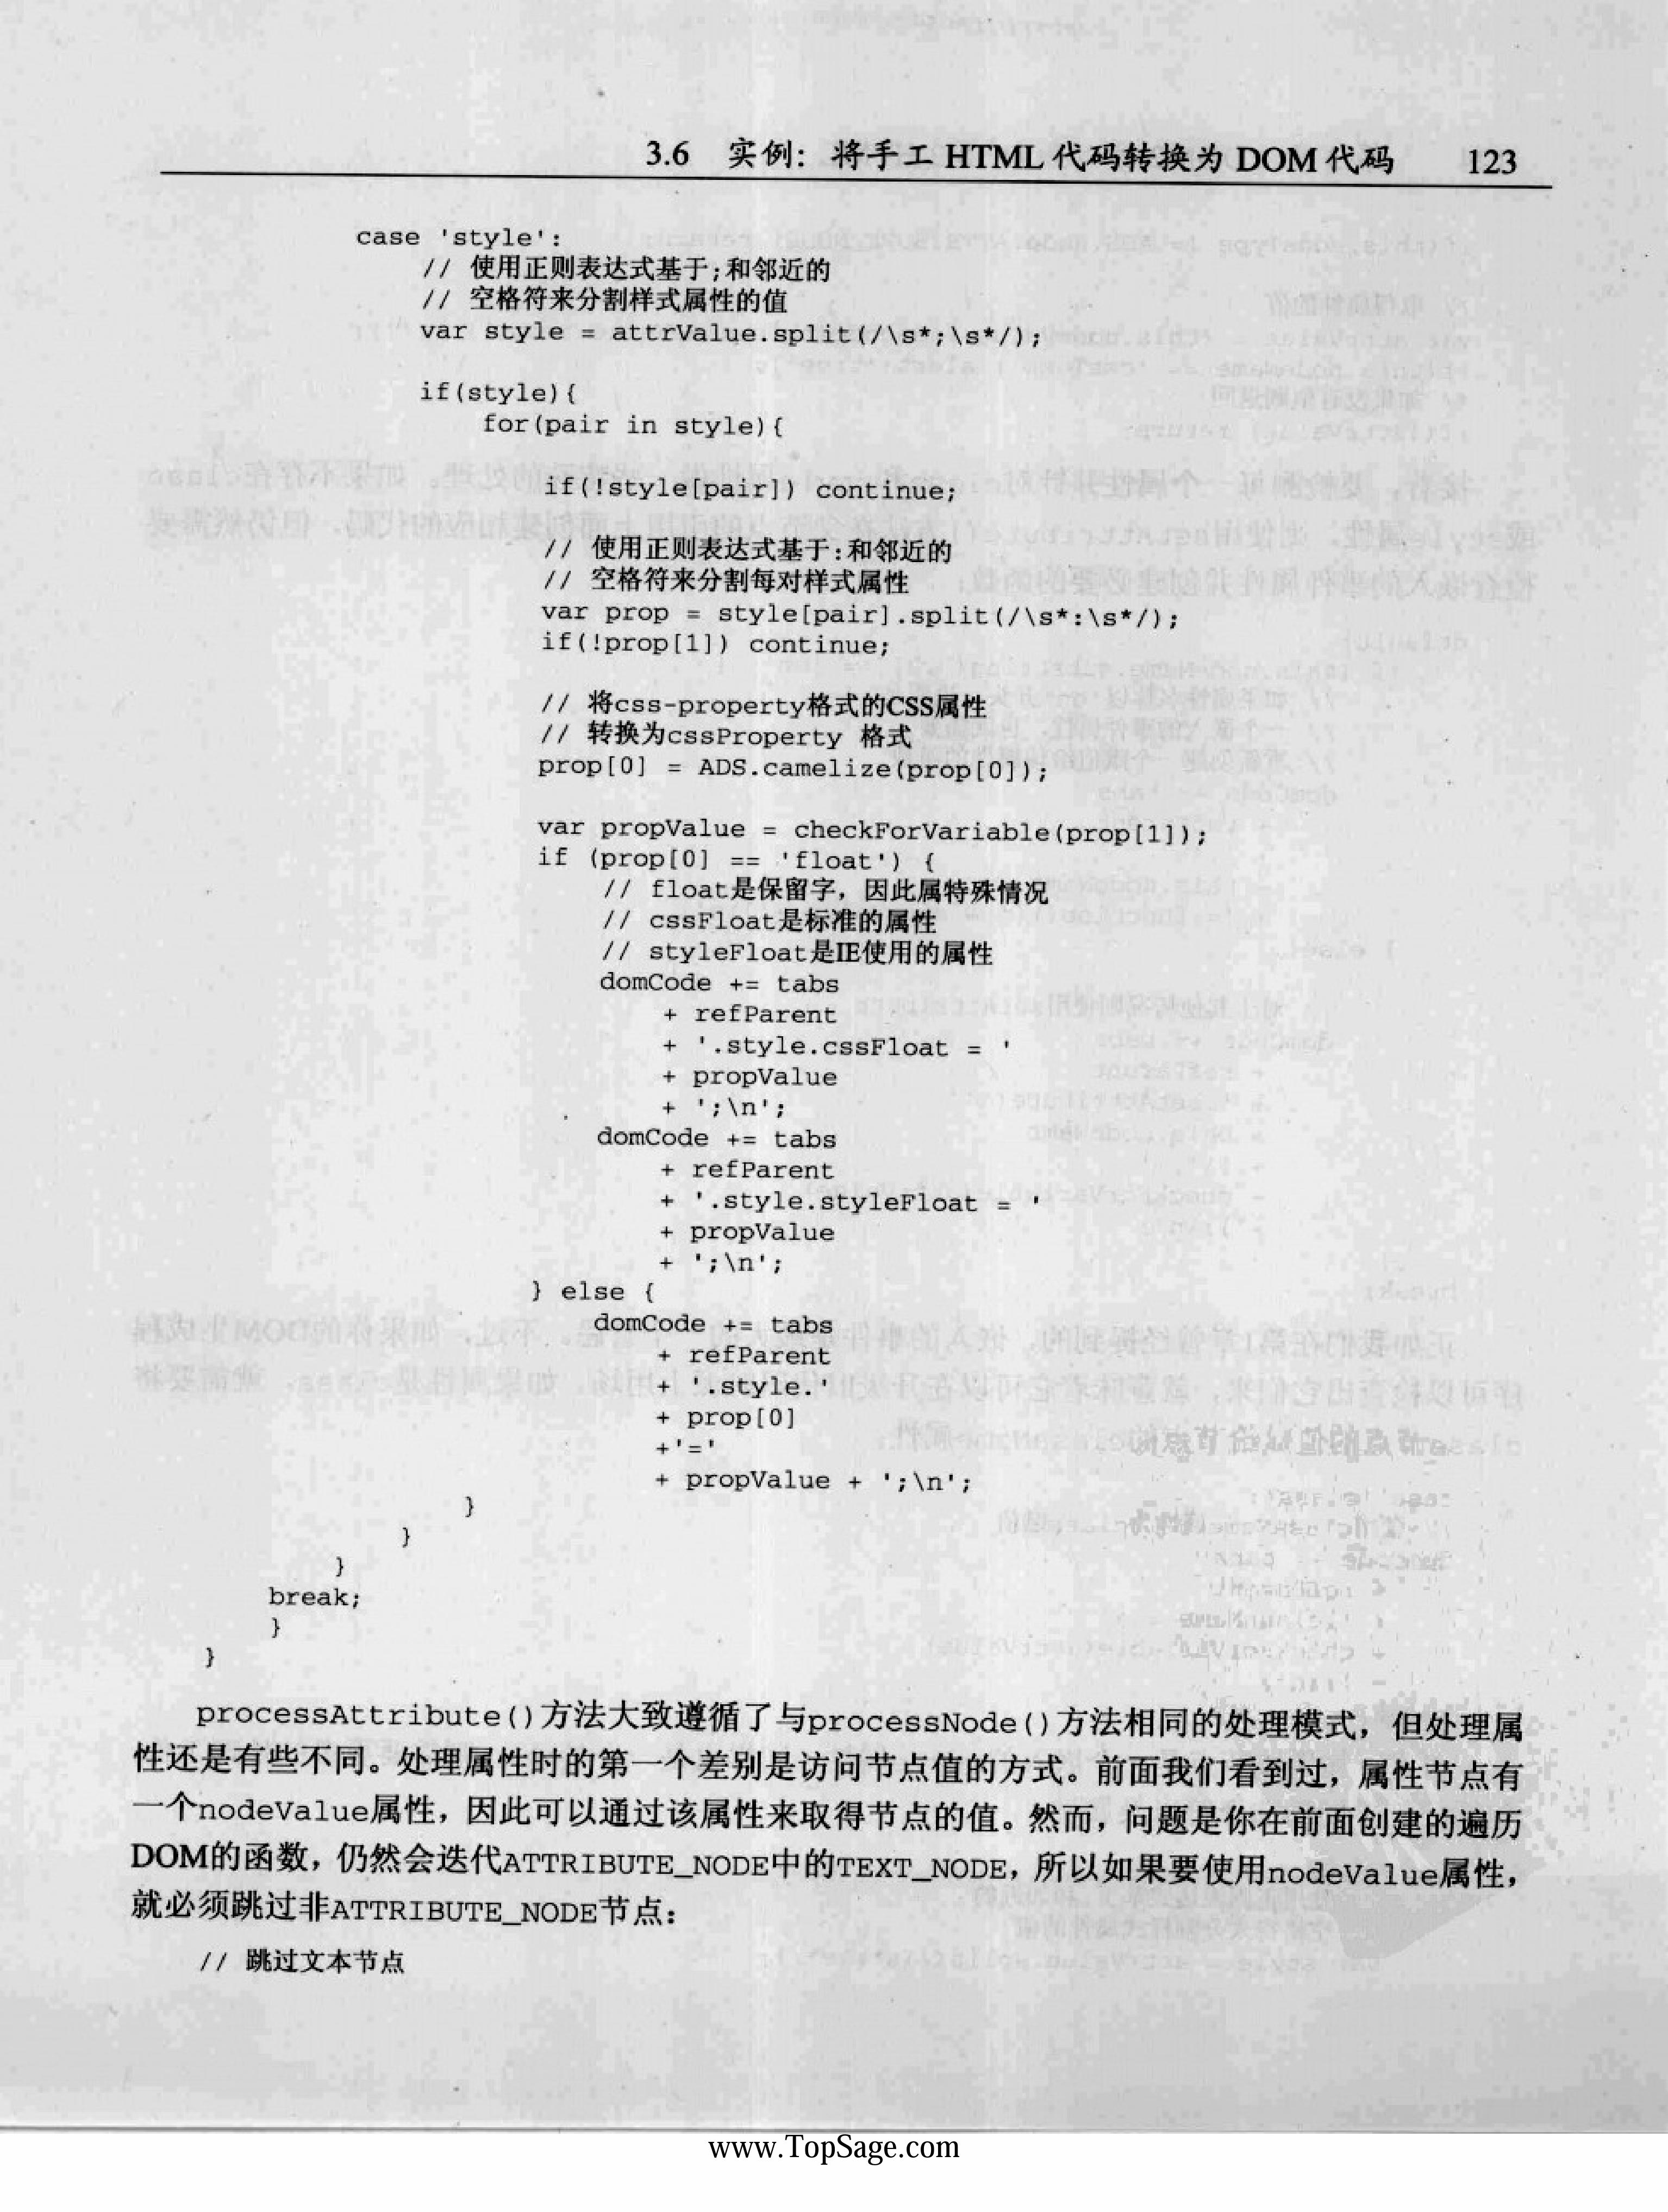 3.6 实例：将手工 HTML 代码转换为 DOM 代码 123
case 'style':
// 使用正则表达式基于;和邻近的
// 空格符来分割样式属性的值
var style = attrValue.split(/\s*;\s*/);
if(style){
for(pair in style){
if(!style[pair]) continue;
// 使用正则表达式基于:和邻近的
// 空格符来分割每对样式属性
var prop = style[pair].split(/\s*:\s*/);
if(!prop[1]) continue;
// 将css-property格式的CSS属性
// 转换为cssProperty 格式
prop[0] = ADS.camelize(prop[0]);
var propValue = checkForVariable(prop[1]);
if (prop[0] == 'float') {
// float是保留字，因此属特殊情况
// cssFloat是标准的属性
// styleFloat是IE使用的属性
domCode += tabs
+ refParent
+ '.style.cssFloat = '
+ propValue
+ ';\n';
domCode += tabs
+ refParent
+ '.style.styleFloat = '
+ propValue
+ ';\n';
} else {
domCode += tabs
+ refParent
+ '.style.'
+ prop[0]
+'='
+ propValue + ';\n';
}
}
}
break;
}
}
processAttribute()方法大致遵循了与processNode()方法相同的处理模式，但处理属
性还是有些不同。处理属性时的第一个差别是访问节点值的方式。前面我们看到过，属性节点有
一个nodeValue属性，因此可以通过该属性来取得节点的值。然而，问题是你在前面创建的遍历
DOM的函数，仍然会迭代ATTRIBUTE_NODE中的TEXT_NODE，所以如果要使用nodeValue属性，
就必须跳过非ATTRIBUTE_NODE节点：
// 跳过文本节点
www.TopSage.com